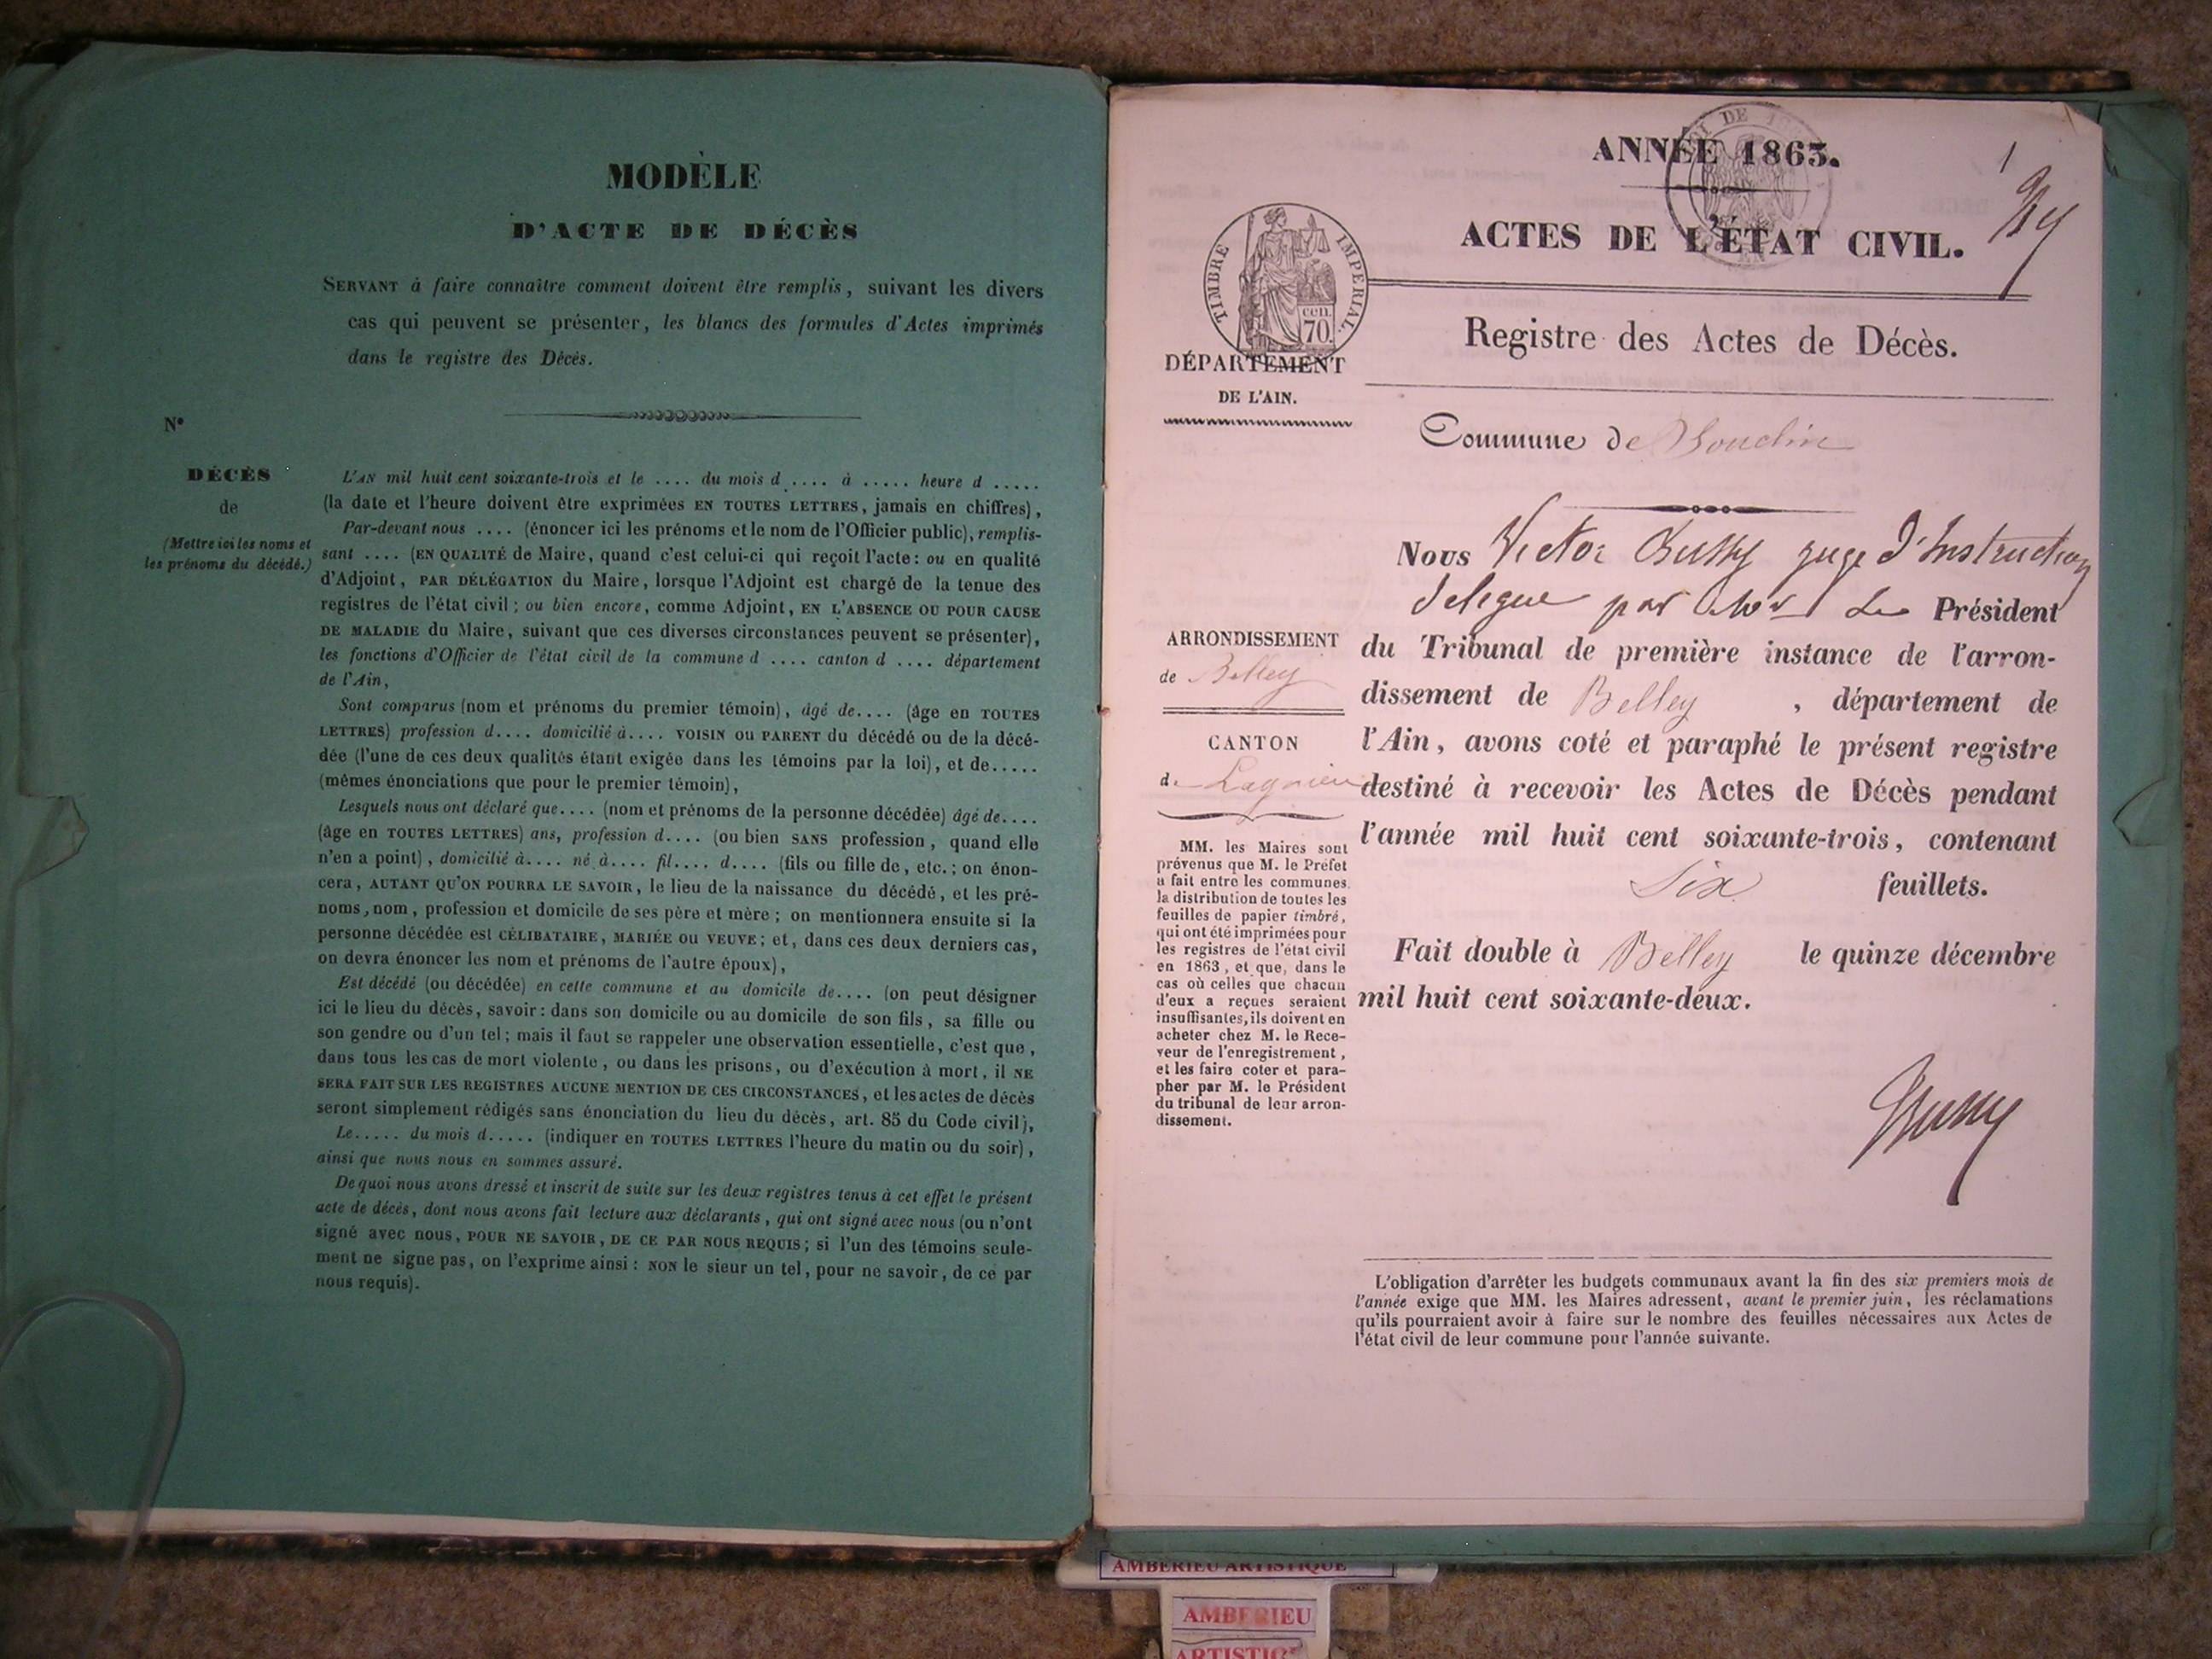 MODÈLE
D'ACTE DE DÉCÈS
SERVANT à faire connaître comment doivent être remplis, suivant les divers
cas qui peuvent se présenter, les blancs des formules d'Actes imprimés
dans le registre des Décès.
N°
DÉCÈS
de
(Mettre ici les noms et
les prénoms du décédé.)
L'AN mil huit cent soixante-trois et le .... du mois d .... à ..... heure d .....
(la date et l'heure doivent être exprimées EN TOUTES LETTRES, jamais en chiffres),
Par-devant nous .... (énoncer ici les prénoms et le nom de l'Officier public), remplis-
sant .... (EN QUALITÉ de Maire, quand c'est celui-ci qui reçoit l'acte: ou en qualité
d'Adjoint, PAR DÉLÉGATION du Maire, lorsque l'Adjoint est chargé de la tenue des
registres de l'état civil; ou bien encore, comme Adjoint, EN L'ABSENCE OU POUR CAUSE
DE MALADIE du Maire, suivant que ces diverses circonstances peuvent se présenter),
les fonctions d'Officier de l'état civil de la commune d .... canton d .... département
de l'Ain,
Sont comparus (nom et prénoms du premier témoin), âgé de.... (âge en TOUTES
LETTRES) profession d.... domicilié à.... VOISIN OU PARENT du décédé ou de la décé-
dée (l'une de ces deux qualités étant exigée dans les témoins par la loi), et de.....
(mêmes énonciations que pour le premier témoin),
Lesquels nous ont déclaré que.... (nom et prénoms de la personne décédée) âgé de....
(âge en TOUTES LETTRES) ans, profession d.... (ou bien SANS profession, quand elle
n'en a point), domicilié à.... né à.... fil.... d.... (fils ou fille de, etc.; on énon-
cera, AUTANT QU'ON POURRA LE SAVOIR, le lieu de la naissance du décédé, et les pré-
noms, nom, profession et domicile de ses père et mère; on mentionnera ensuite si la
personne décédée est CÉLIBATAIRE, MARIÉE OU VEUVE; et, dans ces deux derniers cas,
on devra énoncer les nom et prénoms de l'autre époux),
Est décédé (ou décédée) en cette commune et au domicile de.... (on peut désigner
ici le lieu du décès, savoir: dans son domicile ou au domicile de son fils, sa fille ou
son gendre ou d'un tel; mais il faut se rappeler une observation essentielle, c'est que,
dans tous les cas de mort violente, ou dans les prisons, ou d'exécution à mort, il NE
SERA FAIT SUR LES REGISTRES AUCUNE MENTION DE CES CIRCONSTANCES, et les actes de décès
seront simplement rédigés sans énonciation du lieu du décès, art. 85 du Code civil),
Le..... du mois d..... (indiquer en TOUTES LETTRES l'heure du matin ou du soir),
ainsi que nous nous en sommes assuré.
De quoi nous avons dressé et inscrit de suite sur les deux registres tenus à cet effet le présent
acte de décès, dont nous avons fait lecture aux déclarants, qui ont signé avec nous (ou n'ont
signé avec nous, POUR NE SAVOIR, DE CE PAR NOUS REQUIS; si l'un des témoins seule-
ment ne signe pas, on l'exprime ainsi: NON le sieur un tel, pour ne savoir, de ce par
nous requis).
ANNÉE 1863.
1
ACTES DE L'ÉTAT CIVIL.
TIMBRE IMPÉRIAL
cen.
70.
Registre des Actes de Décès.
DÉPARTEMENT
DE L'AIN.
Commune de
Nous Victor Bussy juge d'Instruction
délégué par Mr Le Président
du Tribunal de première instance de l'arron-
dissement de Belley, département de
l'Ain, avons coté et paraphé le présent registre
destiné à recevoir les Actes de Décès pendant
l'année mil huit cent soixante-trois, contenant
Six feuillets.
Fait double à Belley le quinze décembre
mil huit cent soixante-deux.
Bussy
ARRONDISSEMENT
de Belley
CANTON
de Lagnieu
MM. les Maires sont
prévenus que M. le Préfet
a fait entre les communes
la distribution de toutes les
feuilles de papier timbré,
qui ont été imprimées pour
les registres de l'état civil
en 1863, et que, dans le
cas où celles que chacun
d'eux a reçues seraient
insuffisantes, ils doivent en
acheter chez M. le Rece-
veur de l'enregistrement,
et les faire coter et para-
pher par M. le Président
du tribunal de leur arron-
dissement.
L'obligation d'arrêter les budgets communaux avant la fin des six premiers mois de
l'année exige que MM. les Maires adressent, avant le premier juin, les réclamations
qu'ils pourraient avoir à faire sur le nombre des feuilles nécessaires aux Actes de
l'état civil de leur commune pour l'année suivante.
AMBERIEU ARTISTIQUE
AMBERIEU